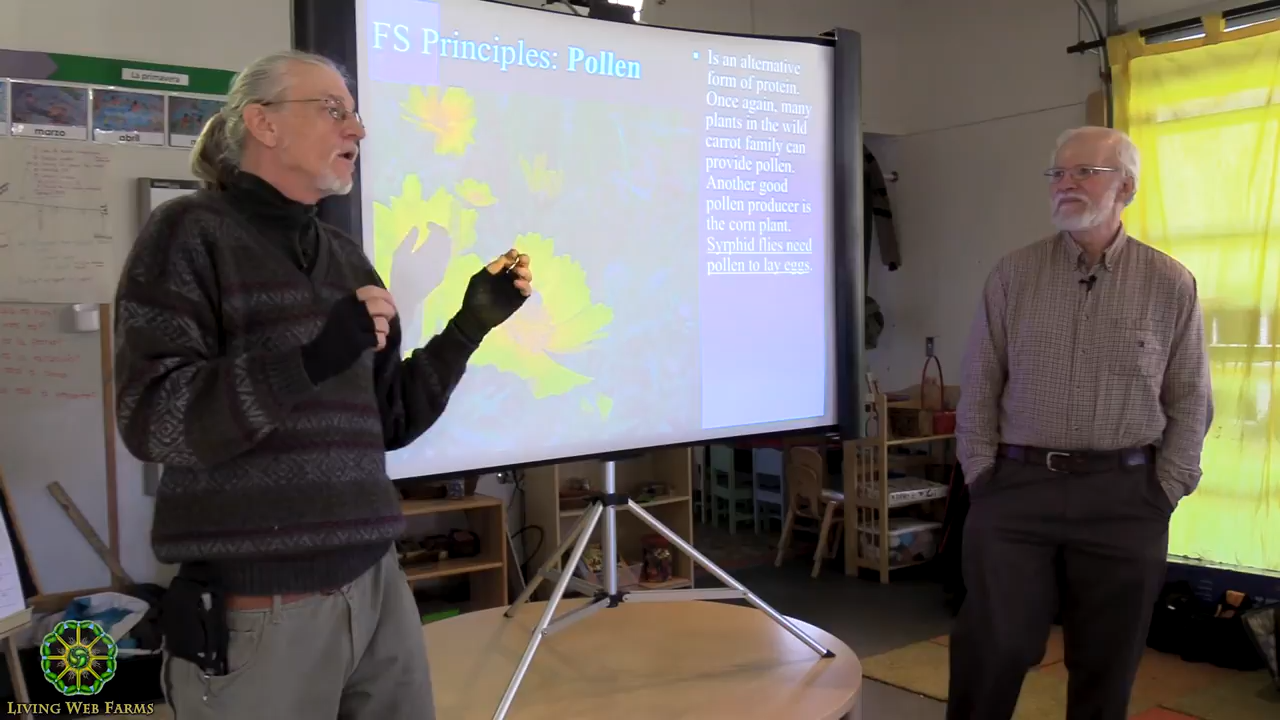 FS Principles: Pollen
▪ Is an alternative
form of protein.
Once again, many
plants in the wild
carrot family can
provide pollen.
Another good
pollen producer is
the corn plant.
Syrphid flies need
pollen to lay eggs.
La primavera
marzo
abril
LIVING WEB FARMS